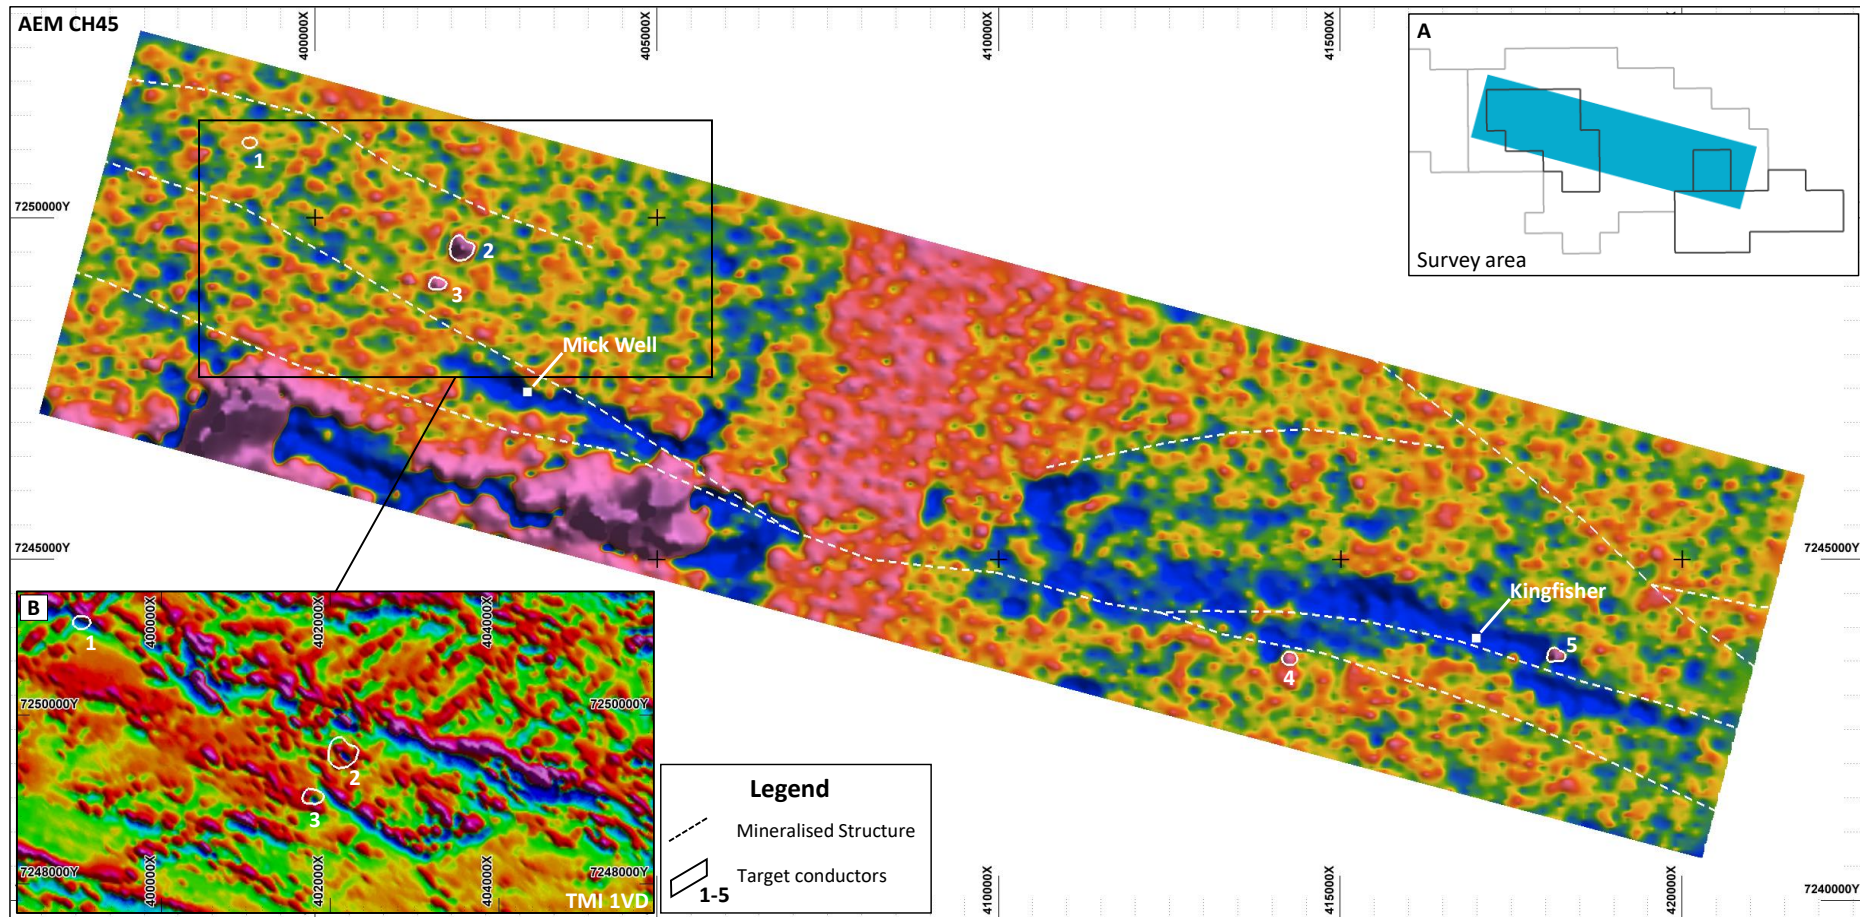 AEM CH45
400000X
405000X
410000X
415000X
A
Survey area
1
7250000Y
2
3
Mick Well
7245000Y
7245000Y
Kingfisher
5
4
B
400000X
402000X
404000X
1
7250000Y
7250000Y
2
3
7248000Y
7248000Y
400000X
402000X
404000X
TMI 1VD
Legend
Mineralised Structure
Target conductors
1-5
410000X
415000X
420000X
7240000Y